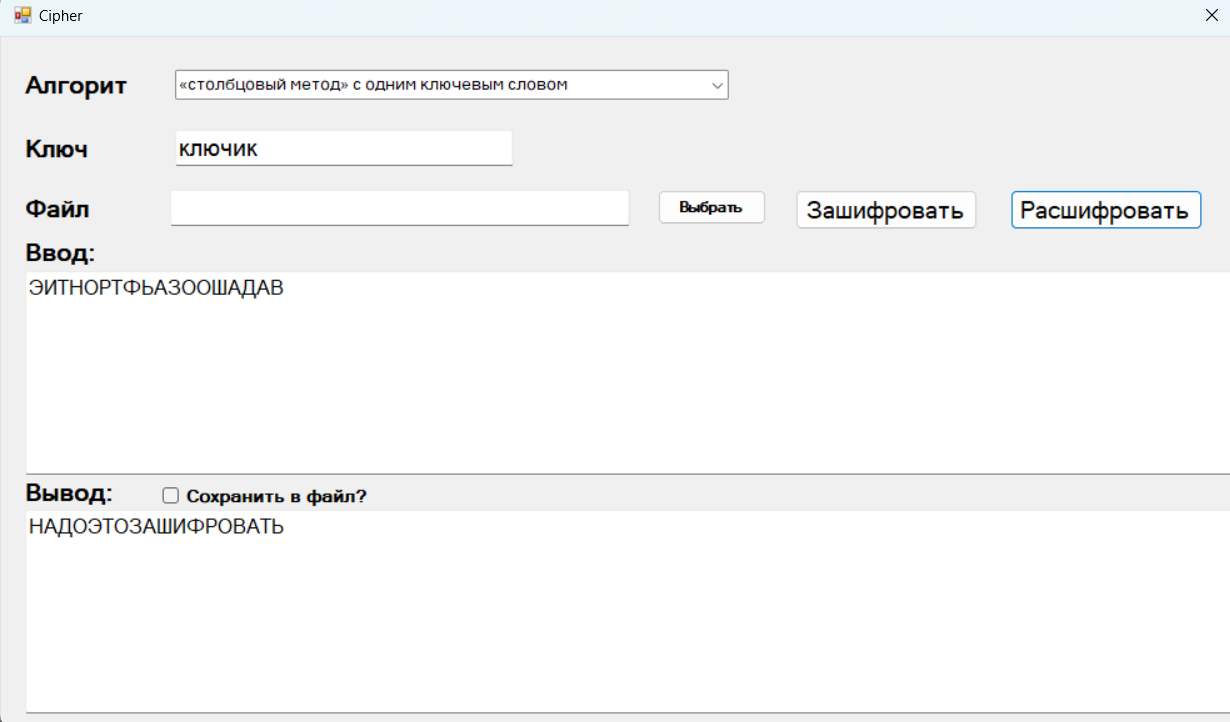 Cipher
Алгорит «столбцовый метод» с одним ключевым словом
Ключ ключик
Файл Выбрать Зашифровать Расшифровать
Ввод:
ЭИТНОРТФЬАЗООШАДАВ
Вывод: Сохранить в файл?
НАДОЭТОЗАШИФРОВАТЬ